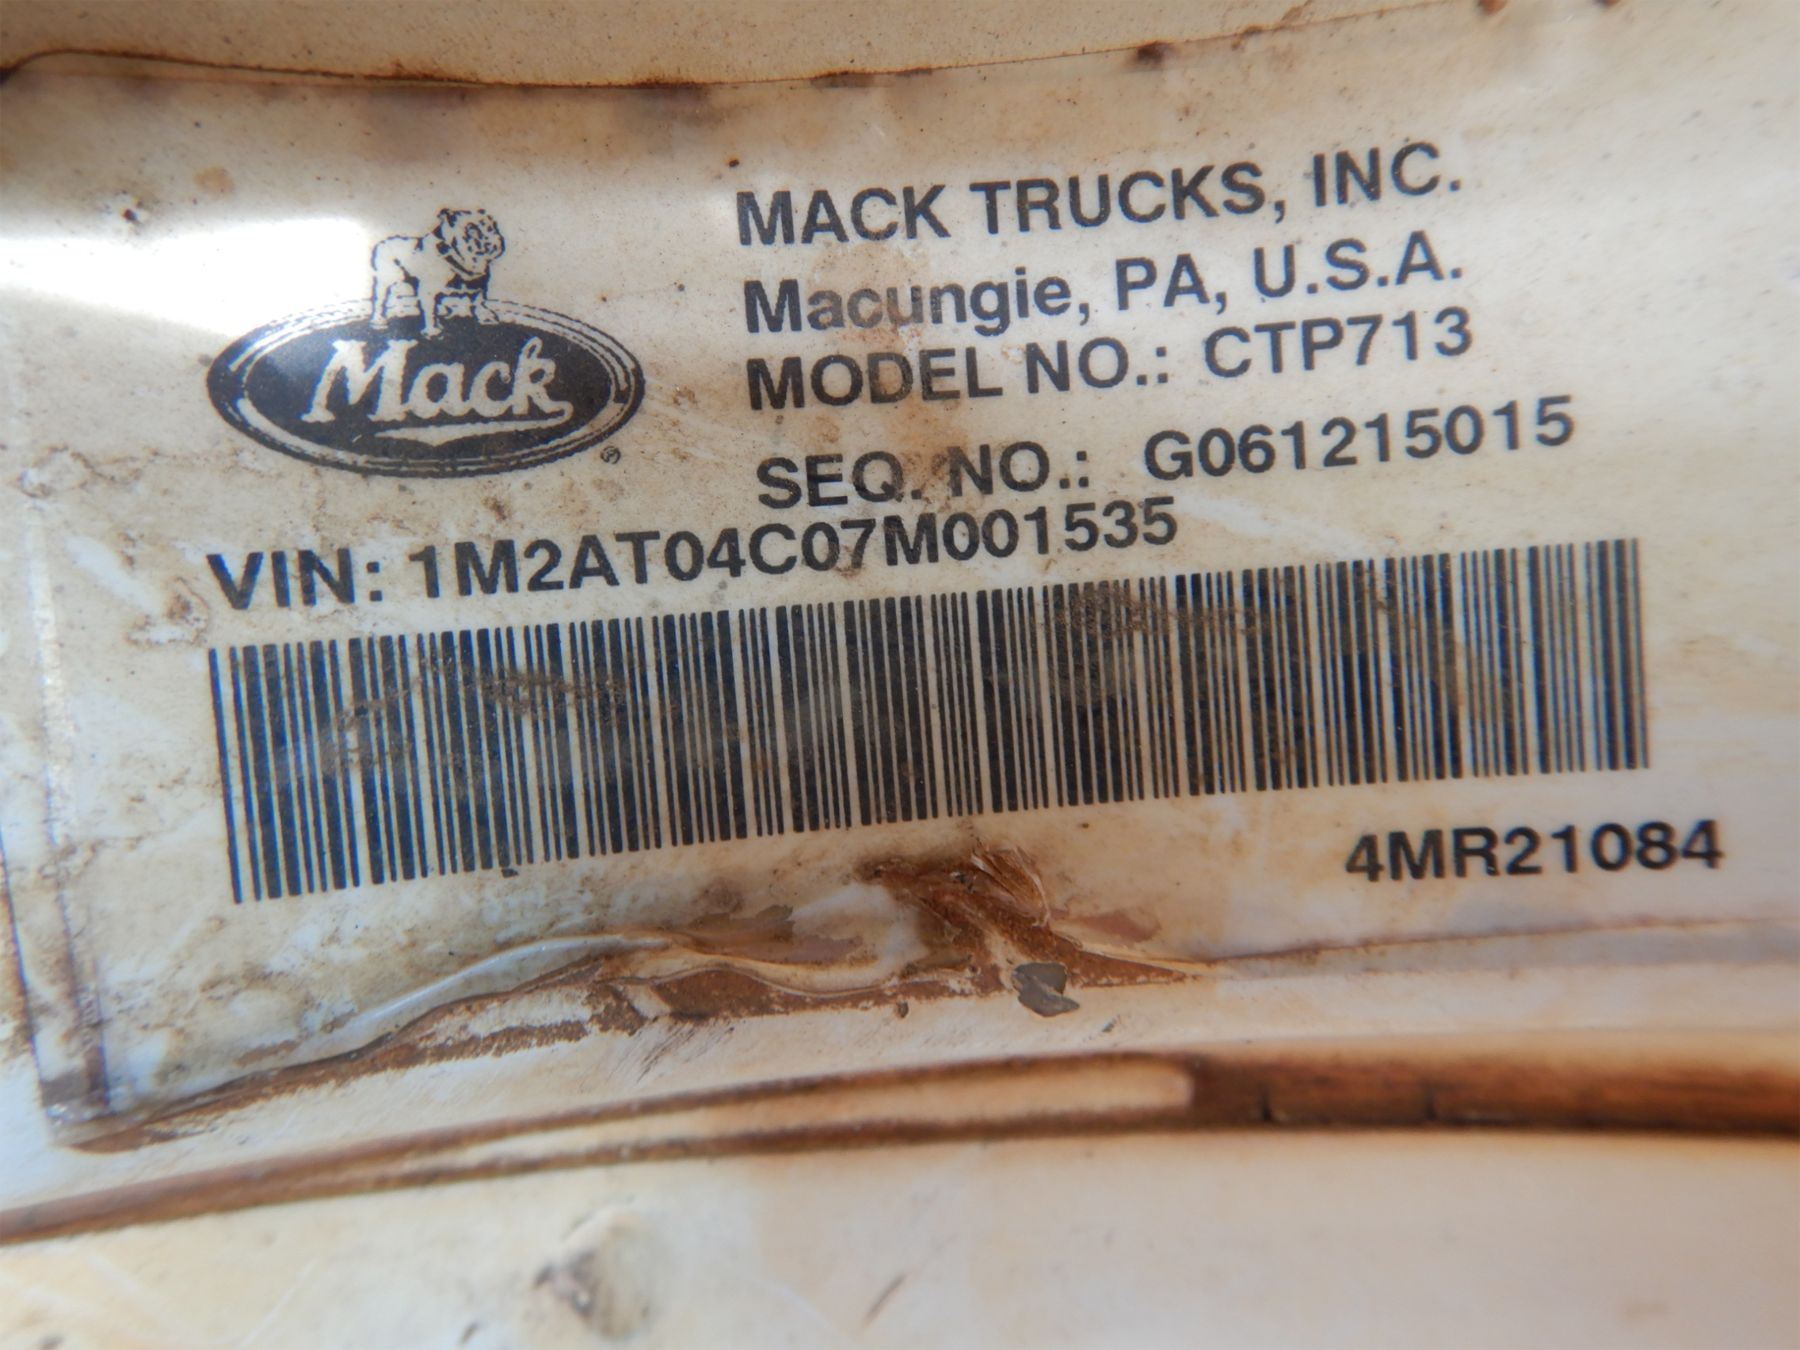 Mack
®
MACK TRUCKS, INC.
Macungie, PA, U.S.A.
MODEL NO.: CTP713
SEQ. NO.: G061215015
VIN: 1M2AT04C07M001535
4MR21084